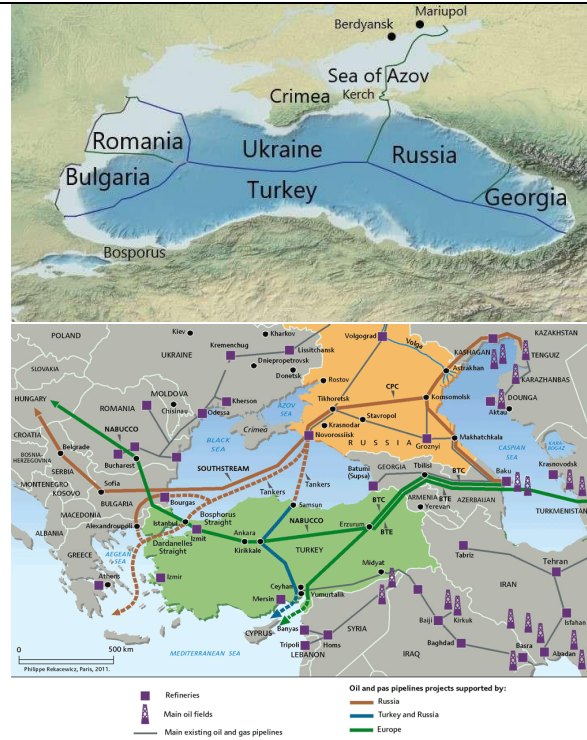 Mariupol
Berdyansk
Sea of Azov
Kerch
Crimea
Romania
Ukraine
Russia
Bulgaria
Turkey
Georgia
Bosporus
POLAND
Kiev
Kharkov
Volgograd
Volga
KAZAKHSTAN
Kremenchug
Lissitchansk
KASHAGAN
TENGUIZ
UKRAINE
Dniepropetrovsk
SLOVAKIA
Donetsk
Astrakhan
KARAZHANBAS
HUNGARY
MOLDOVA
Rostov
CPC
Komsomolsk
DOUNGA
ROMANIA
Chisinau
Kherson
Odessa
AZOV
SEA
Tikhoretsk
Aktau
CROATIA
NABUCCO
Crimea
Krasnodar
Stavropol
BOSNIA-
HERZEGOVINA
Belgrade
BLACK
SEA
Novorossiisk
RUSSIA
Grozniy
Makhatchkala
CASPIAN
SEA
KARA-
BOGAZ
SERBIA
Bucharest
SOUTHSTREAM
Batumi
(Supsa)
GEORGIA
Tbilisi
BTC
Baku
Krasnovodsk
MONTENEGRO
KOSOVO
Sofia
BULGARIA
Bourgas
Tankers
Tankers
Samsun
BTC
ARMENIA
Yerevan
BTE
AZERBAIJAN
TURKMENISTAN
MACEDONIA
Alexandroupoli
Istanbul
Bosphorus
Straight
NABUCCO
Erzurum
ALBANIA
Izmit
Dardanelles
Straight
Ankara
Kirikkale
BTE
TURKEY
GREECE
AEGEAN
SEA
Midyat
Tabriz
Tehran
Athens
Izmir
Ceyhan
Mersin
Yumurtalik
IRAN
CYPRUS
Banyas
SYRIA
Kirkuk
Baiji
Isfahan
0
500 km
Tripoli
Homs
LEBANON
IRAQ
Baghdad
Basra
Abadan
MEDITERRANEAN SEA
Philippe Rekacewicz, Paris, 2011.
Refineries
Main oil fields
Main existing oil and gas pipelines
Oil and pas pipelines projects supported by:
Russia
Turkey and Russia
Europe